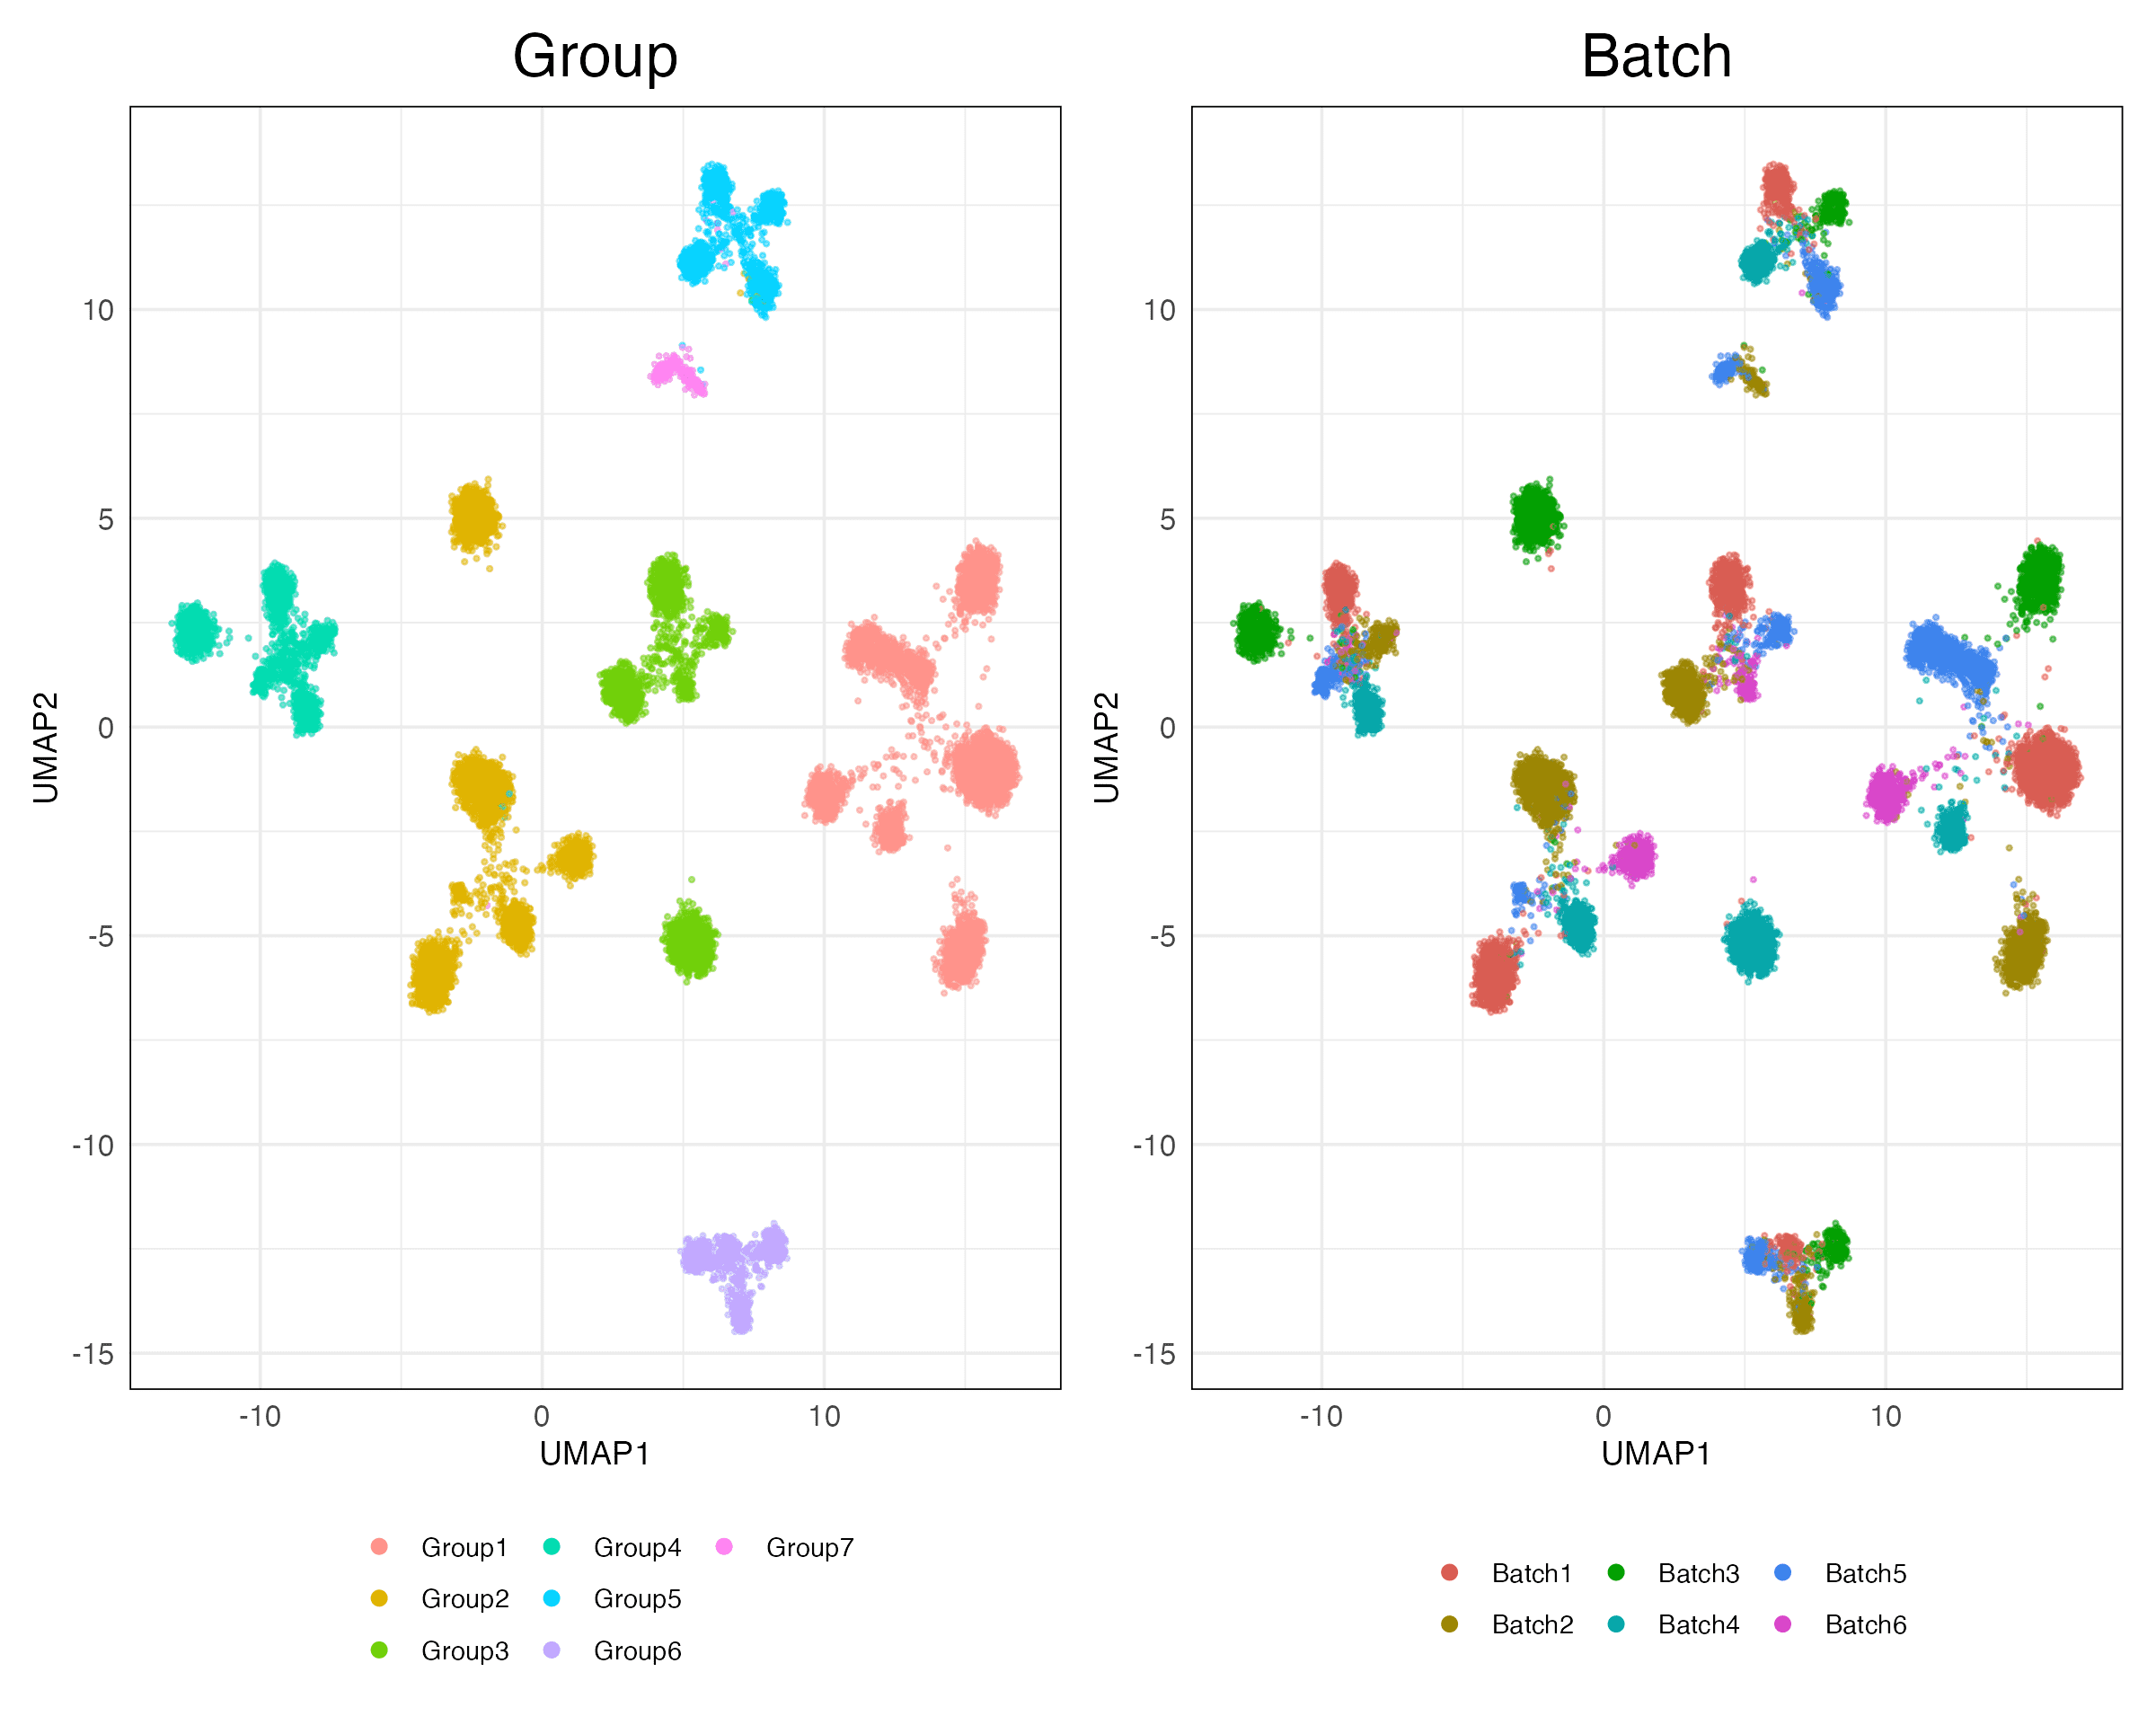 Group
Batch
UMAP2
10
5
0
-5
-10
-15
-10 0 10
UMAP1
UMAP2
10
5
0
-5
-10
-15
-10 0 10
UMAP1
Group1 Group4 Group7
Group2 Group5
Group3 Group6
Batch1 Batch3 Batch5
Batch2 Batch4 Batch6